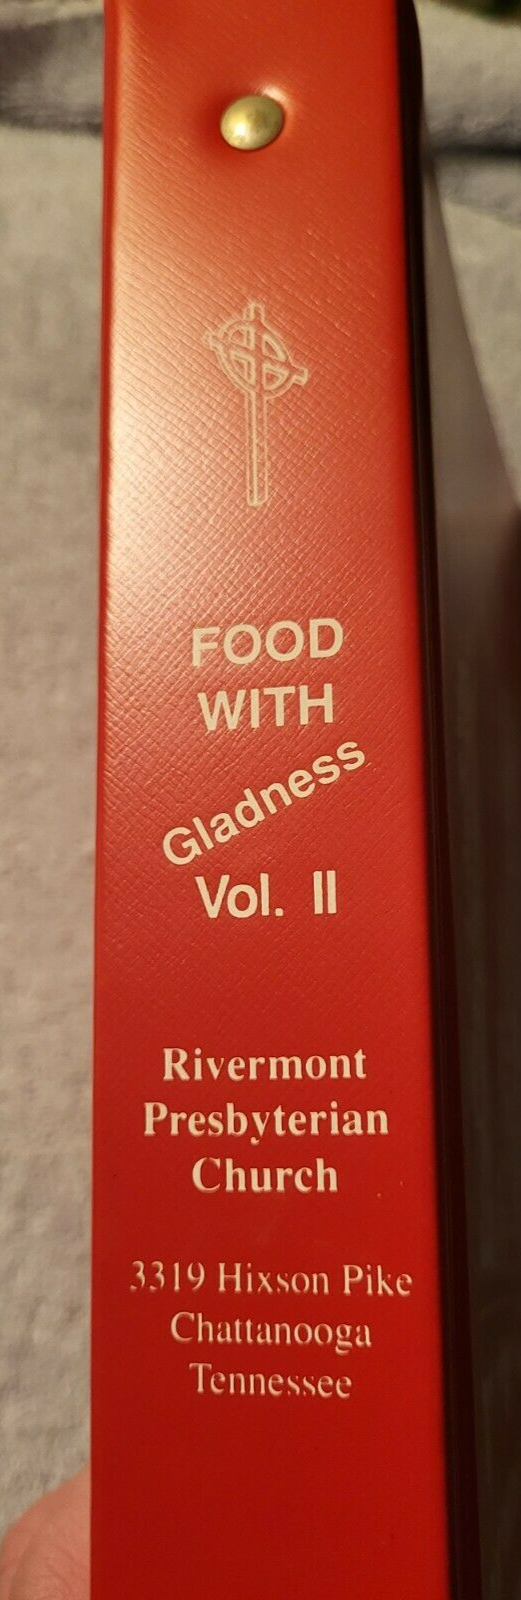 FOOD
WITH
Gladness
Vol. II
Rivermont
Presbyterian
Church
3319 Hixson Pike
Chattanooga
Tennessee